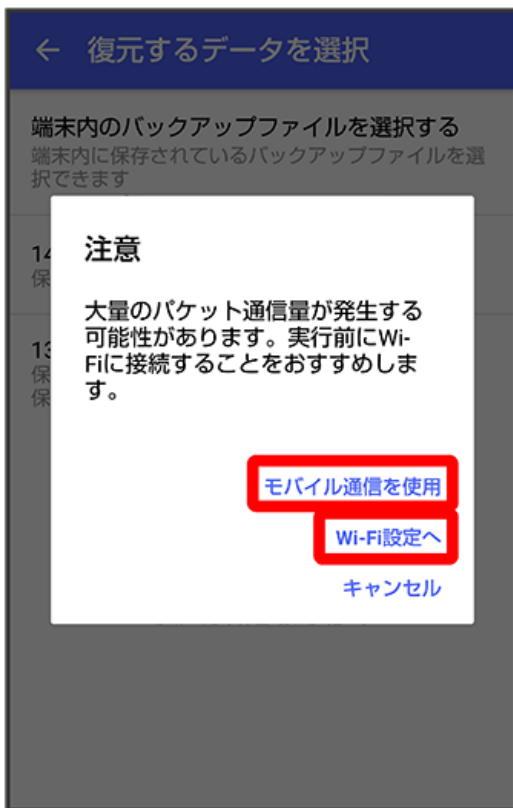 ← 復元するデータを選択
端末内のバックアップファイルを選択する
端末内に保存されているバックアップファイルを選
択できます
14
保
13
保
保
注意
大量のパケット通信量が発生する
可能性があります。実行前にWi-
Fiに接続することをおすすめしま
す。
モバイル通信を使用
Wi-Fi設定へ
キャンセル